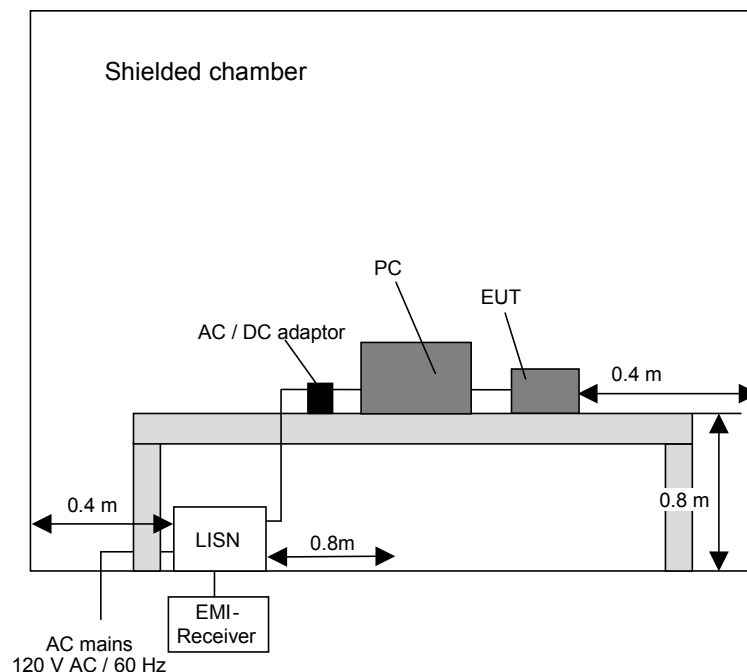 Shielded chamber
PC
EUT
AC / DC adaptor
0.4 m
0.4 m
0.8 m
LISN
0.8m
EMI-
Receiver
AC mains
120 V AC / 60 Hz